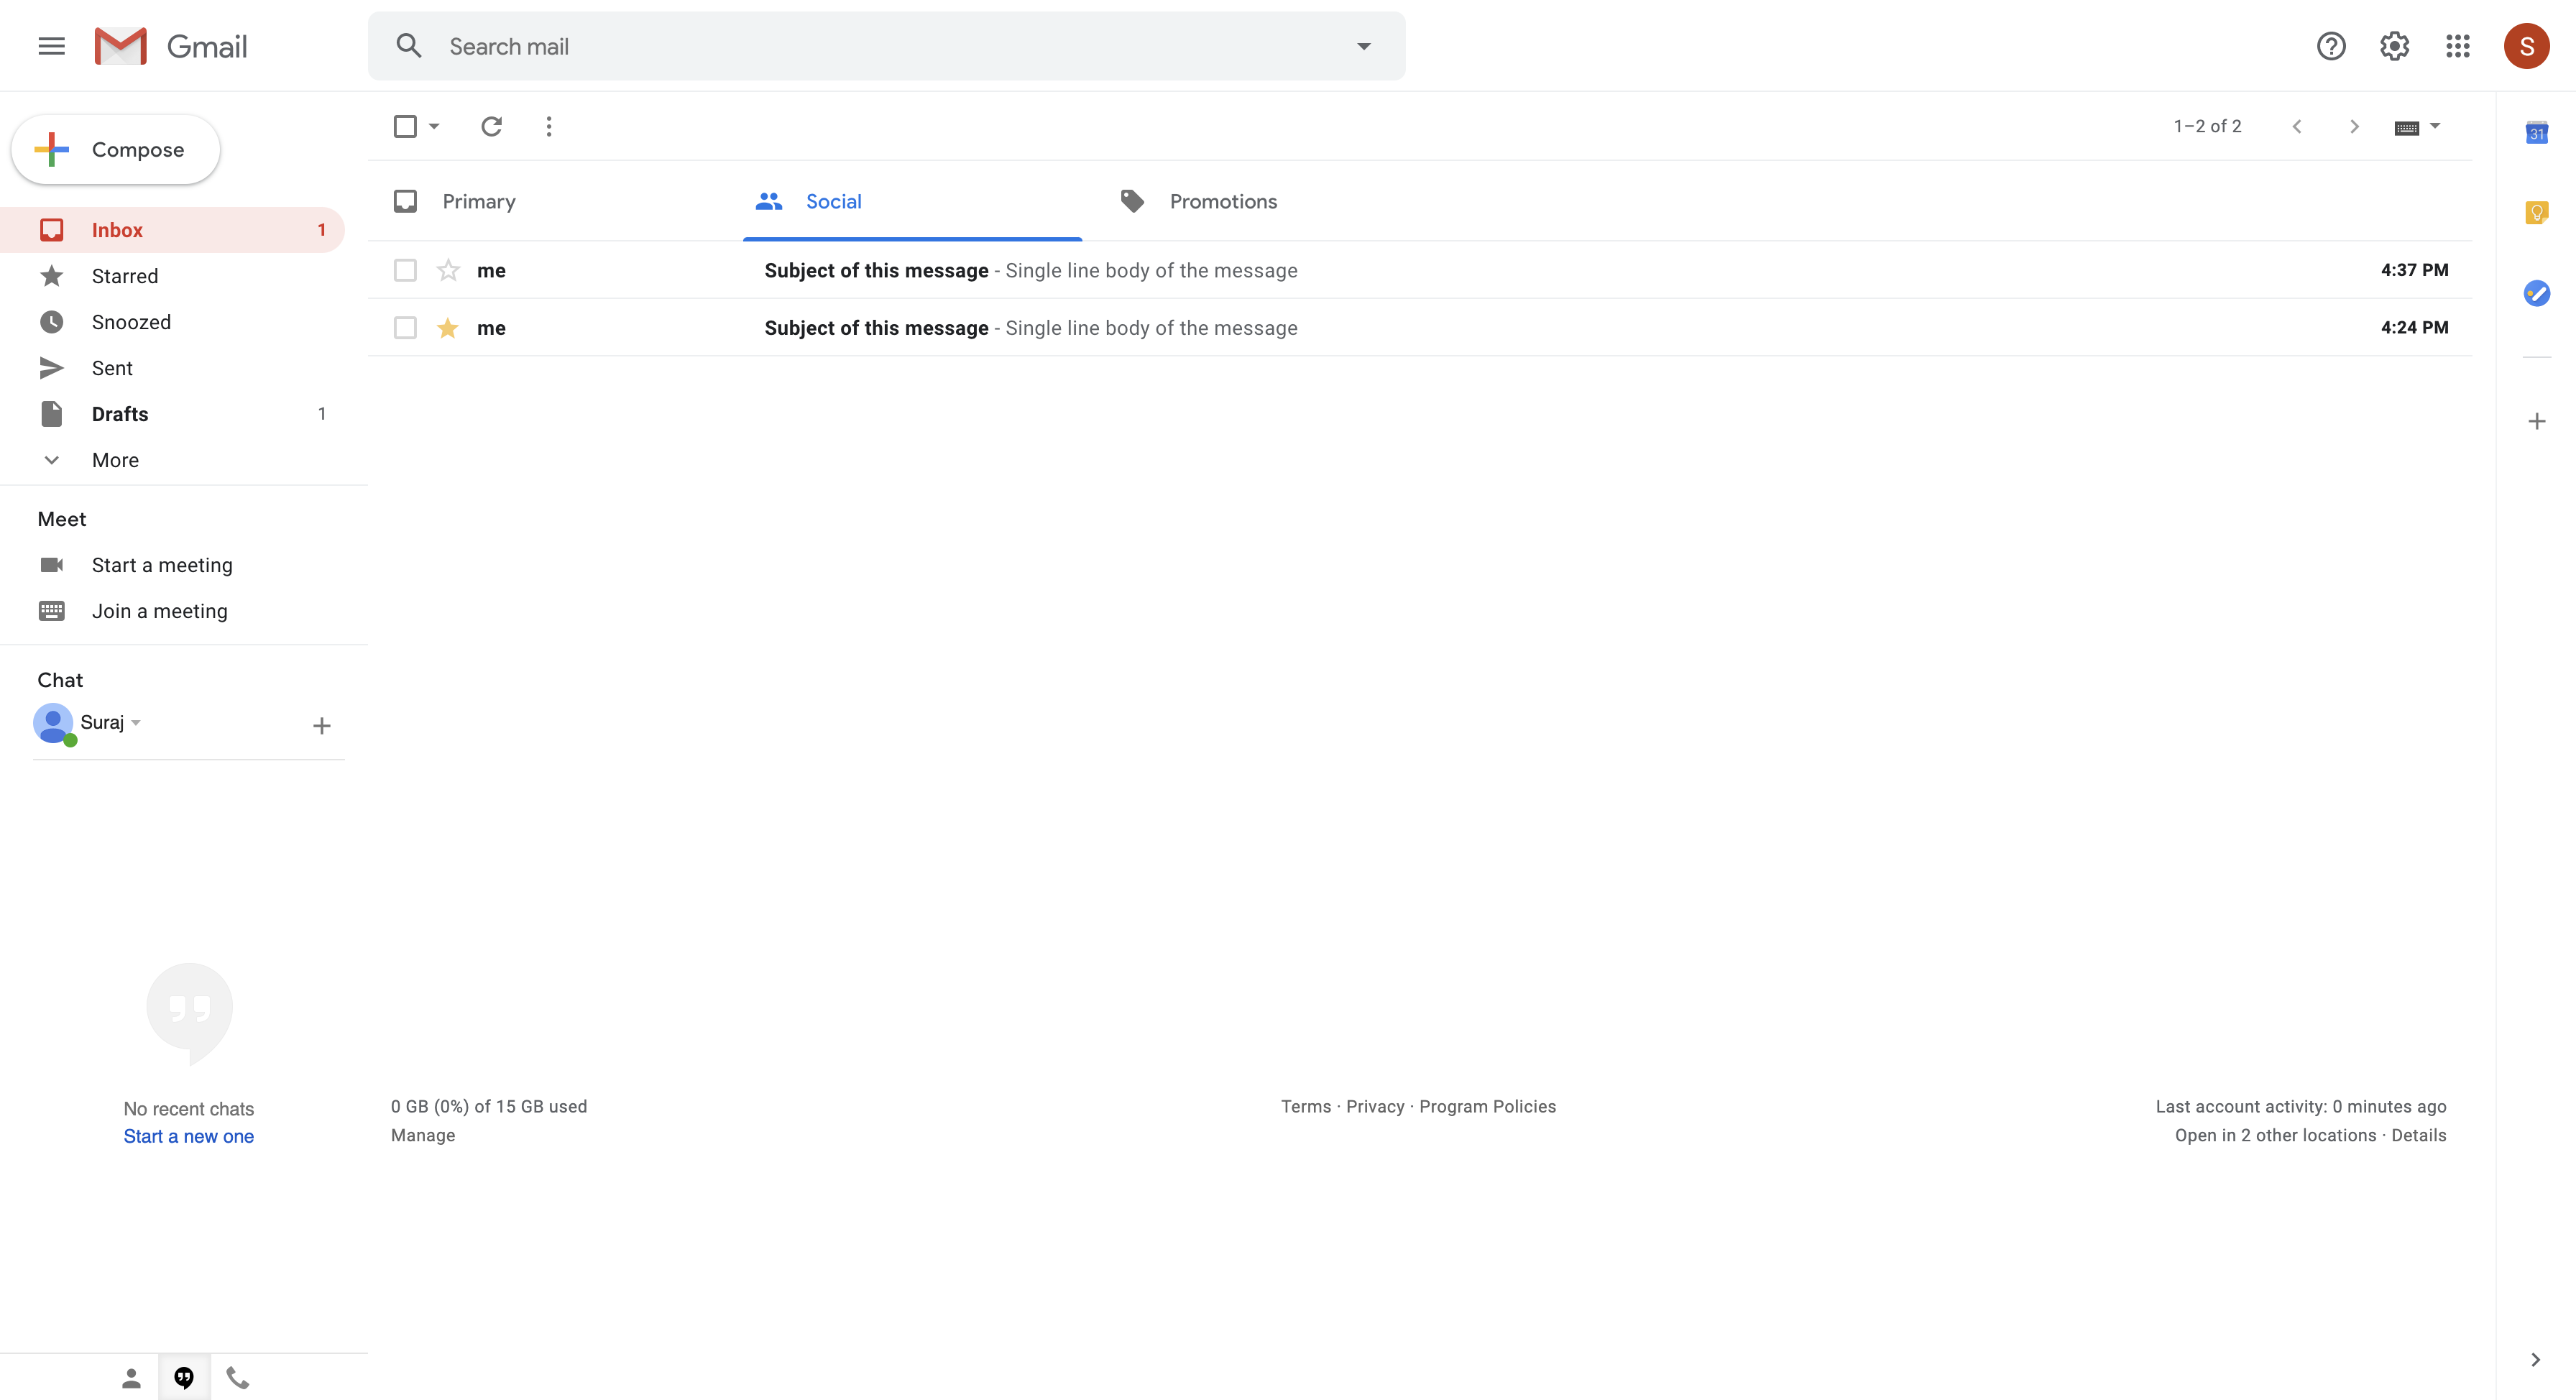 Gmail
Search mail
S
Compose
1–2 of 2
31
Primary
Social
Promotions
Inbox 1
me Subject of this message - Single line body of the message 4:37 PM
Starred
Snoozed
me Subject of this message - Single line body of the message 4:24 PM
Sent
Drafts 1
More
Meet
Start a meeting
Join a meeting
Chat
Suraj
No recent chats
Start a new one
0 GB (0%) of 15 GB used
Manage
Terms · Privacy · Program Policies
Last account activity: 0 minutes ago
Open in 2 other locations · Details